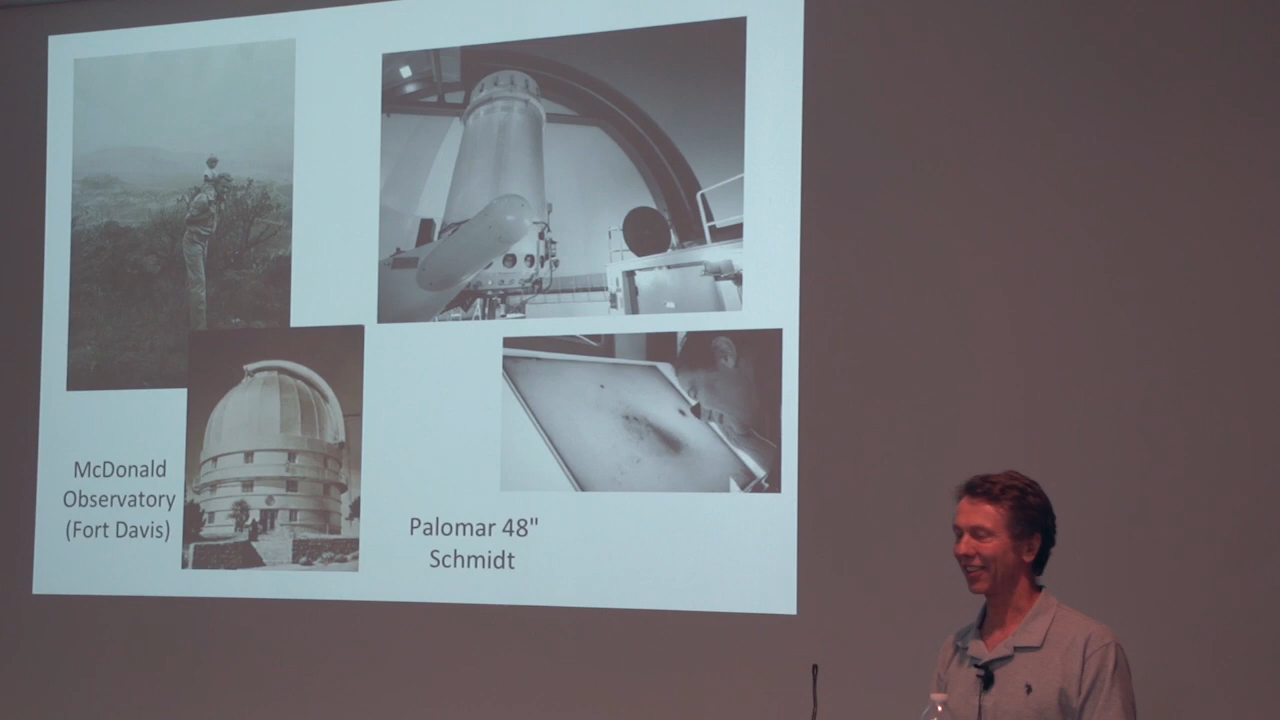 McDonald
Observatory
(Fort Davis)
Palomar 48"
Schmidt